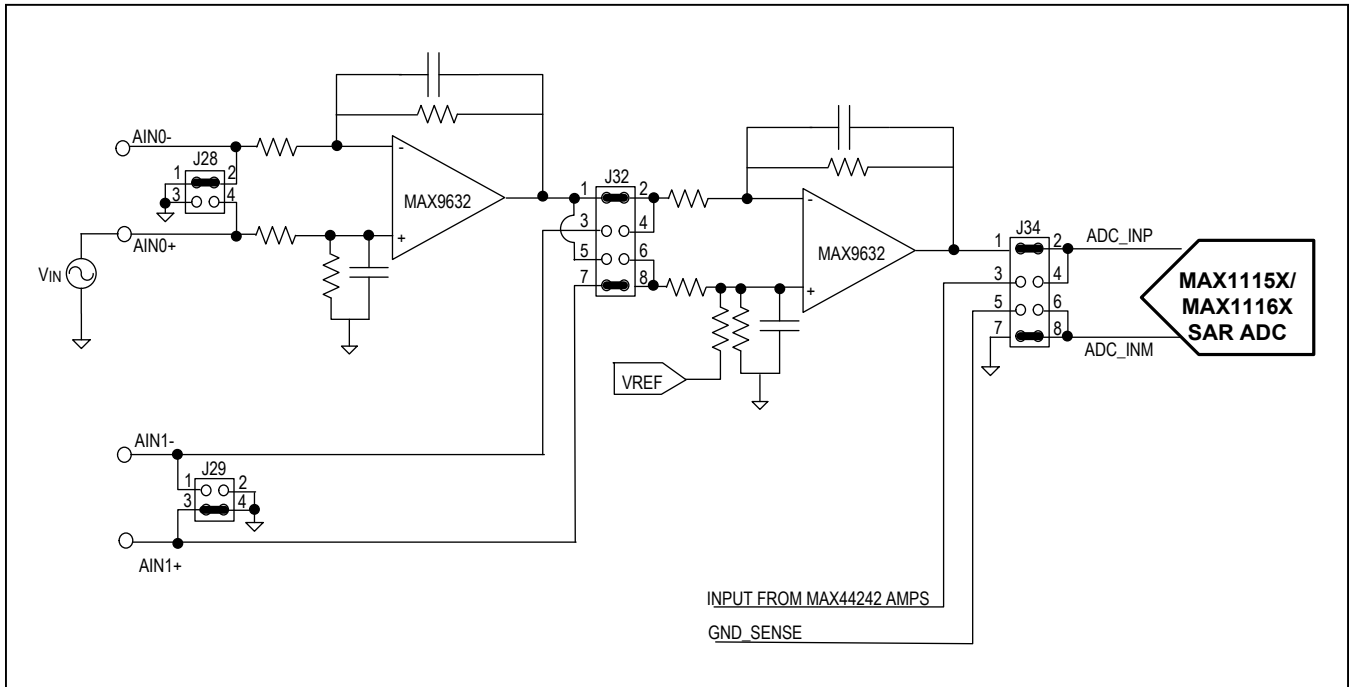 AIN0-
J28
1 2
3 4
AIN0+
VIN
-
+
MAX9632
J32
1 2
3 4
5 6
7 8
-
+
MAX9632
VREF
J34
1 2
3 4
5 6
7 8
ADC_INP
ADC_INM
MAX1115X/
MAX1116X
SAR ADC
AIN1-
J29
1 2
3 4
AIN1+
INPUT FROM MAX44242 AMPS
GND_SENSE